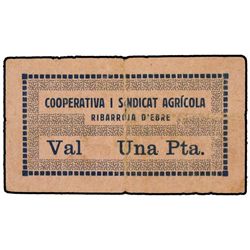 COOPERATIVA I SINDICAT AGRÍCOLA
RIBARROJA D'EBRE
Val Una Pta.